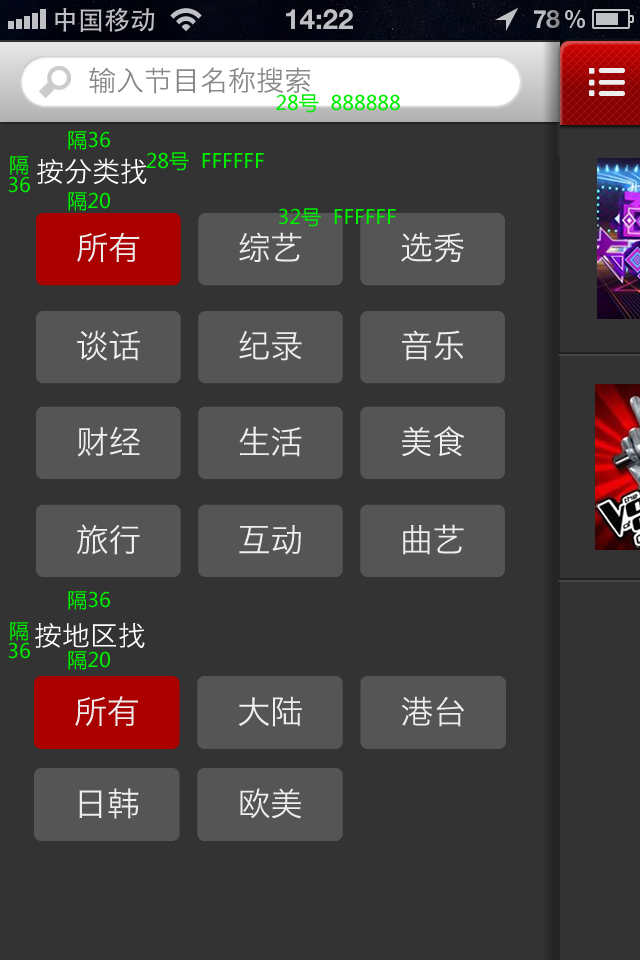 中国移动 14:22 78%
输入节目名称搜索
28号 888888
隔36
隔36
按分类找
28号 FFFFFF
隔20
32号 FFFFFF
所有 综艺 选秀
谈话 纪录 音乐
财经 生活 美食
旅行 互动 曲艺
隔36
隔36
按地区找
隔20
所有 大陆 港台
日韩 欧美